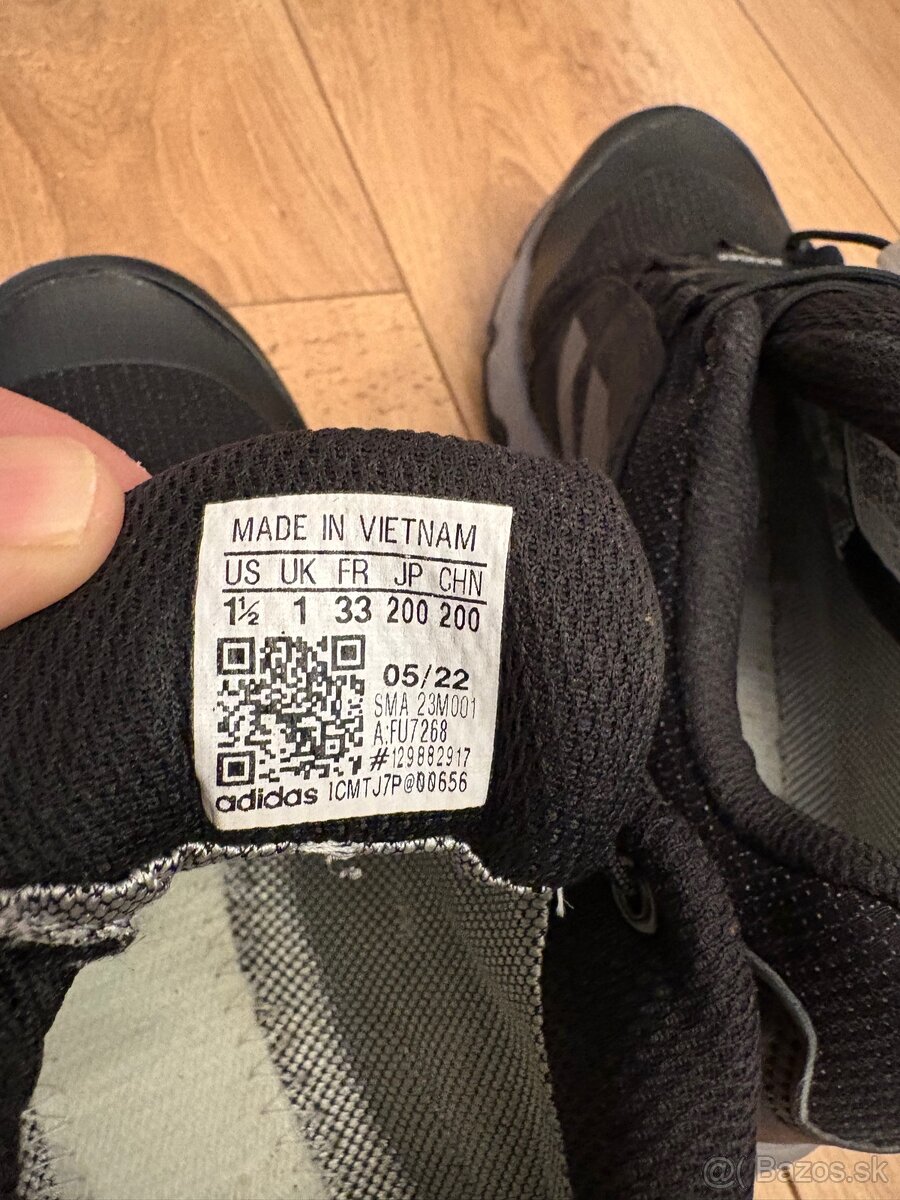 MADE IN VIETNAM
US UK FR JP CHN
1½ 1 33 200 200
05/22
SMA 23M001
A:FU7268
#129882917
adidas 1CMTJ7P@00656
Bazos.sk